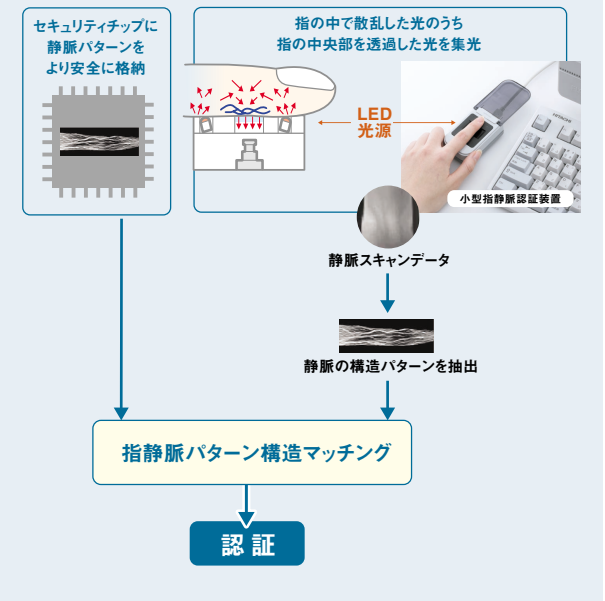 セキュリティチップに
静脈パターンを
より安全に格納
指の中で散乱した光のうち
指の中央部を透過した光を集光
LED
光源
HITACHI
小型指静脈認証装置
静脈スキャンデータ
静脈の構造パターンを抽出
指静脈パターン構造マッチング
認証